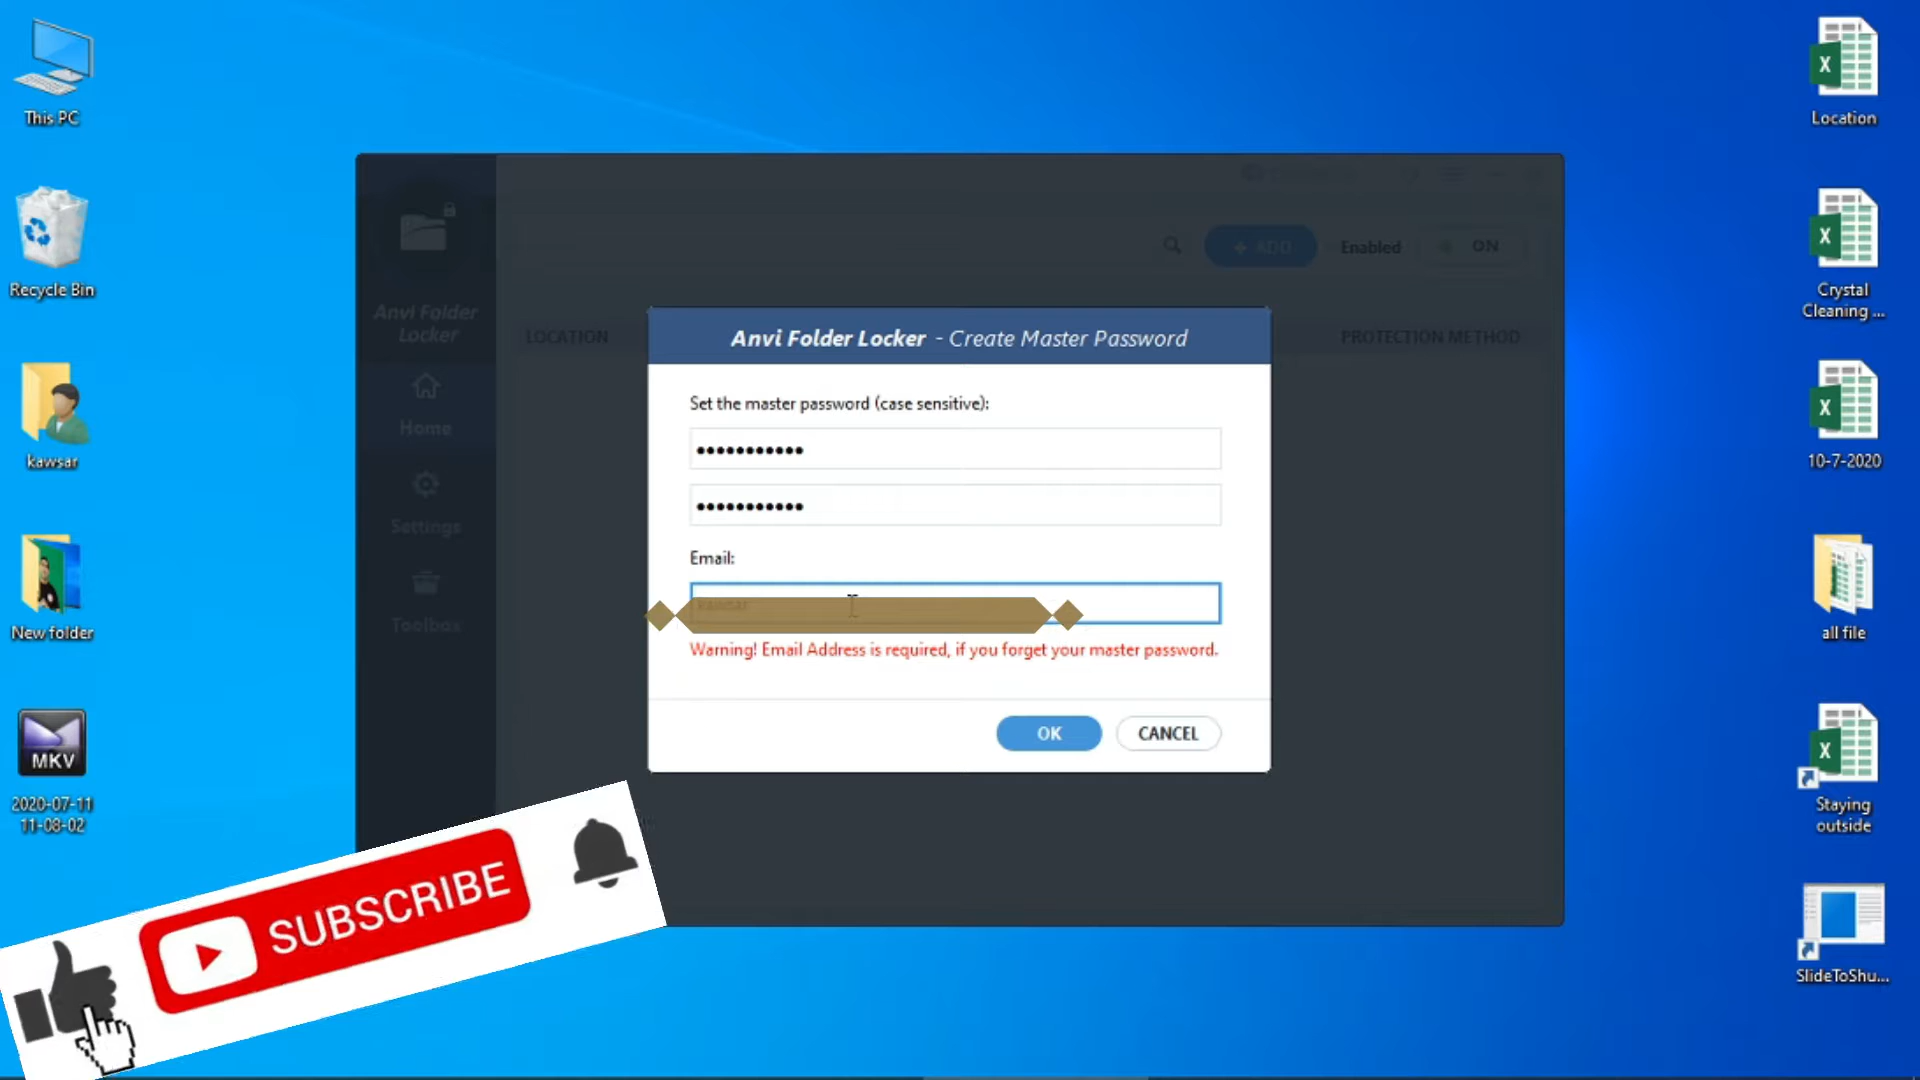 This PC
Recycle Bin
kawsar
New folder
MKV
2020-07-11
11-08-02
Anvi Folder
Locker
Home
Settings
Toolbox
+ ADD
Enabled
ON
LOCATION
PROTECTION METHOD
Anvi Folder Locker - Create Master Password
Set the master password (case sensitive):
•••••••••••
•••••••••••
Email:
Warning! Email Address is required, if you forget your master password.
OK
CANCEL
SUBSCRIBE
Location
Crystal
Cleaning ...
10-7-2020
all file
Staying
outside
SlideToShu...